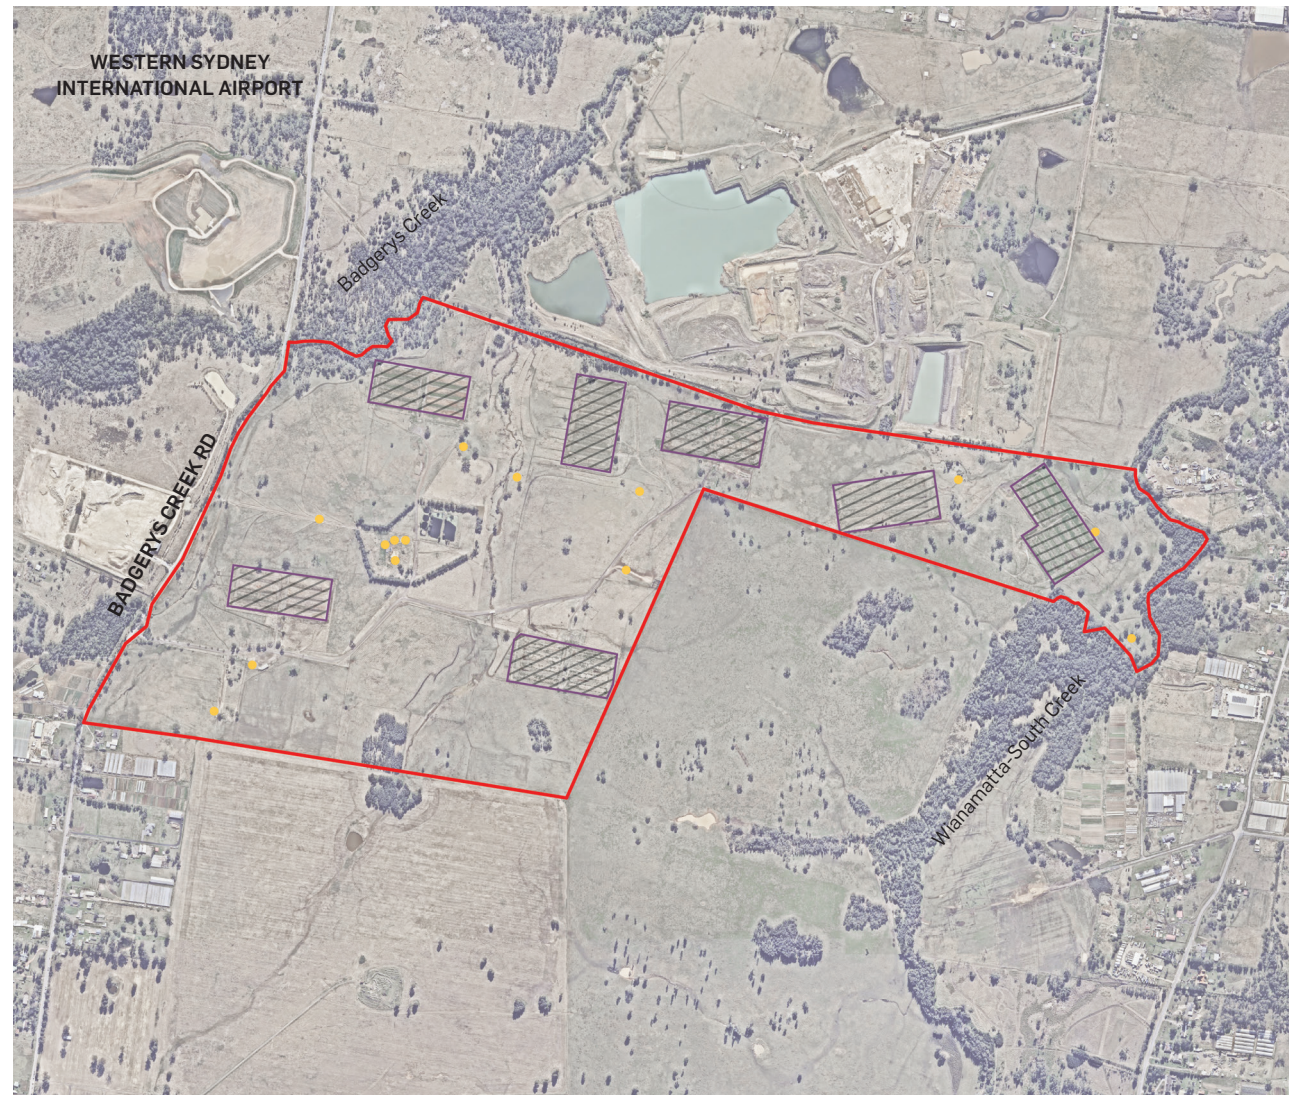 WESTERN SYDNEY
INTERNATIONAL AIRPORT
Badgerys Creek
BADGERYS CREEK RD
Wianamatta-South Creek